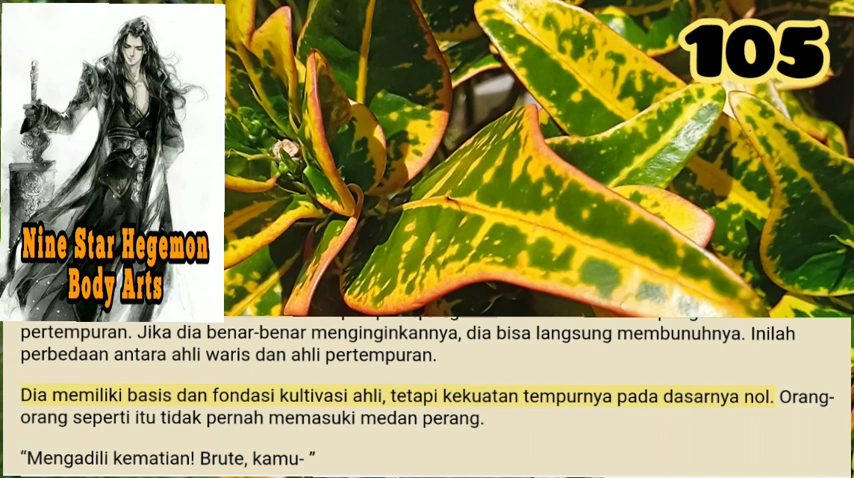 105
Nine Star Hegemon
Body Arts
pertempuran. Jika dia benar-benar menginginkannya, dia bisa langsung membunuhnya. Inilah
perbedaan antara ahli waris dan ahli pertempuran.
Dia memiliki basis dan fondasi kultivasi ahli, tetapi kekuatan tempurnya pada dasarnya nol. Orang-
orang seperti itu tidak pernah memasuki medan perang.
“Mengadili kematian! Brute, kamu- ”